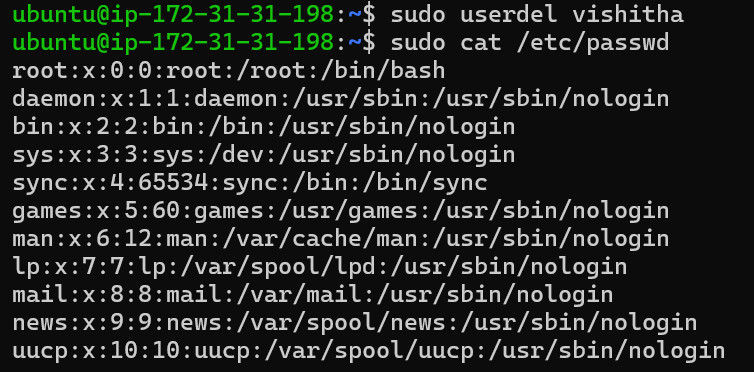 ubuntu@ip-172-31-31-198:~$ sudo userdel vishitha
ubuntu@ip-172-31-31-198:~$ sudo cat /etc/passwd
root:x:0:0:root:/root:/bin/bash
daemon:x:1:1:daemon:/usr/sbin:/usr/sbin/nologin
bin:x:2:2:bin:/bin:/usr/sbin/nologin
sys:x:3:3:sys:/dev:/usr/sbin/nologin
sync:x:4:65534:sync:/bin:/bin/sync
games:x:5:60:games:/usr/games:/usr/sbin/nologin
man:x:6:12:man:/var/cache/man:/usr/sbin/nologin
lp:x:7:7:lp:/var/spool/lpd:/usr/sbin/nologin
mail:x:8:8:mail:/var/mail:/usr/sbin/nologin
news:x:9:9:news:/var/spool/news:/usr/sbin/nologin
uucp:x:10:10:uucp:/var/spool/uucp:/usr/sbin/nologin